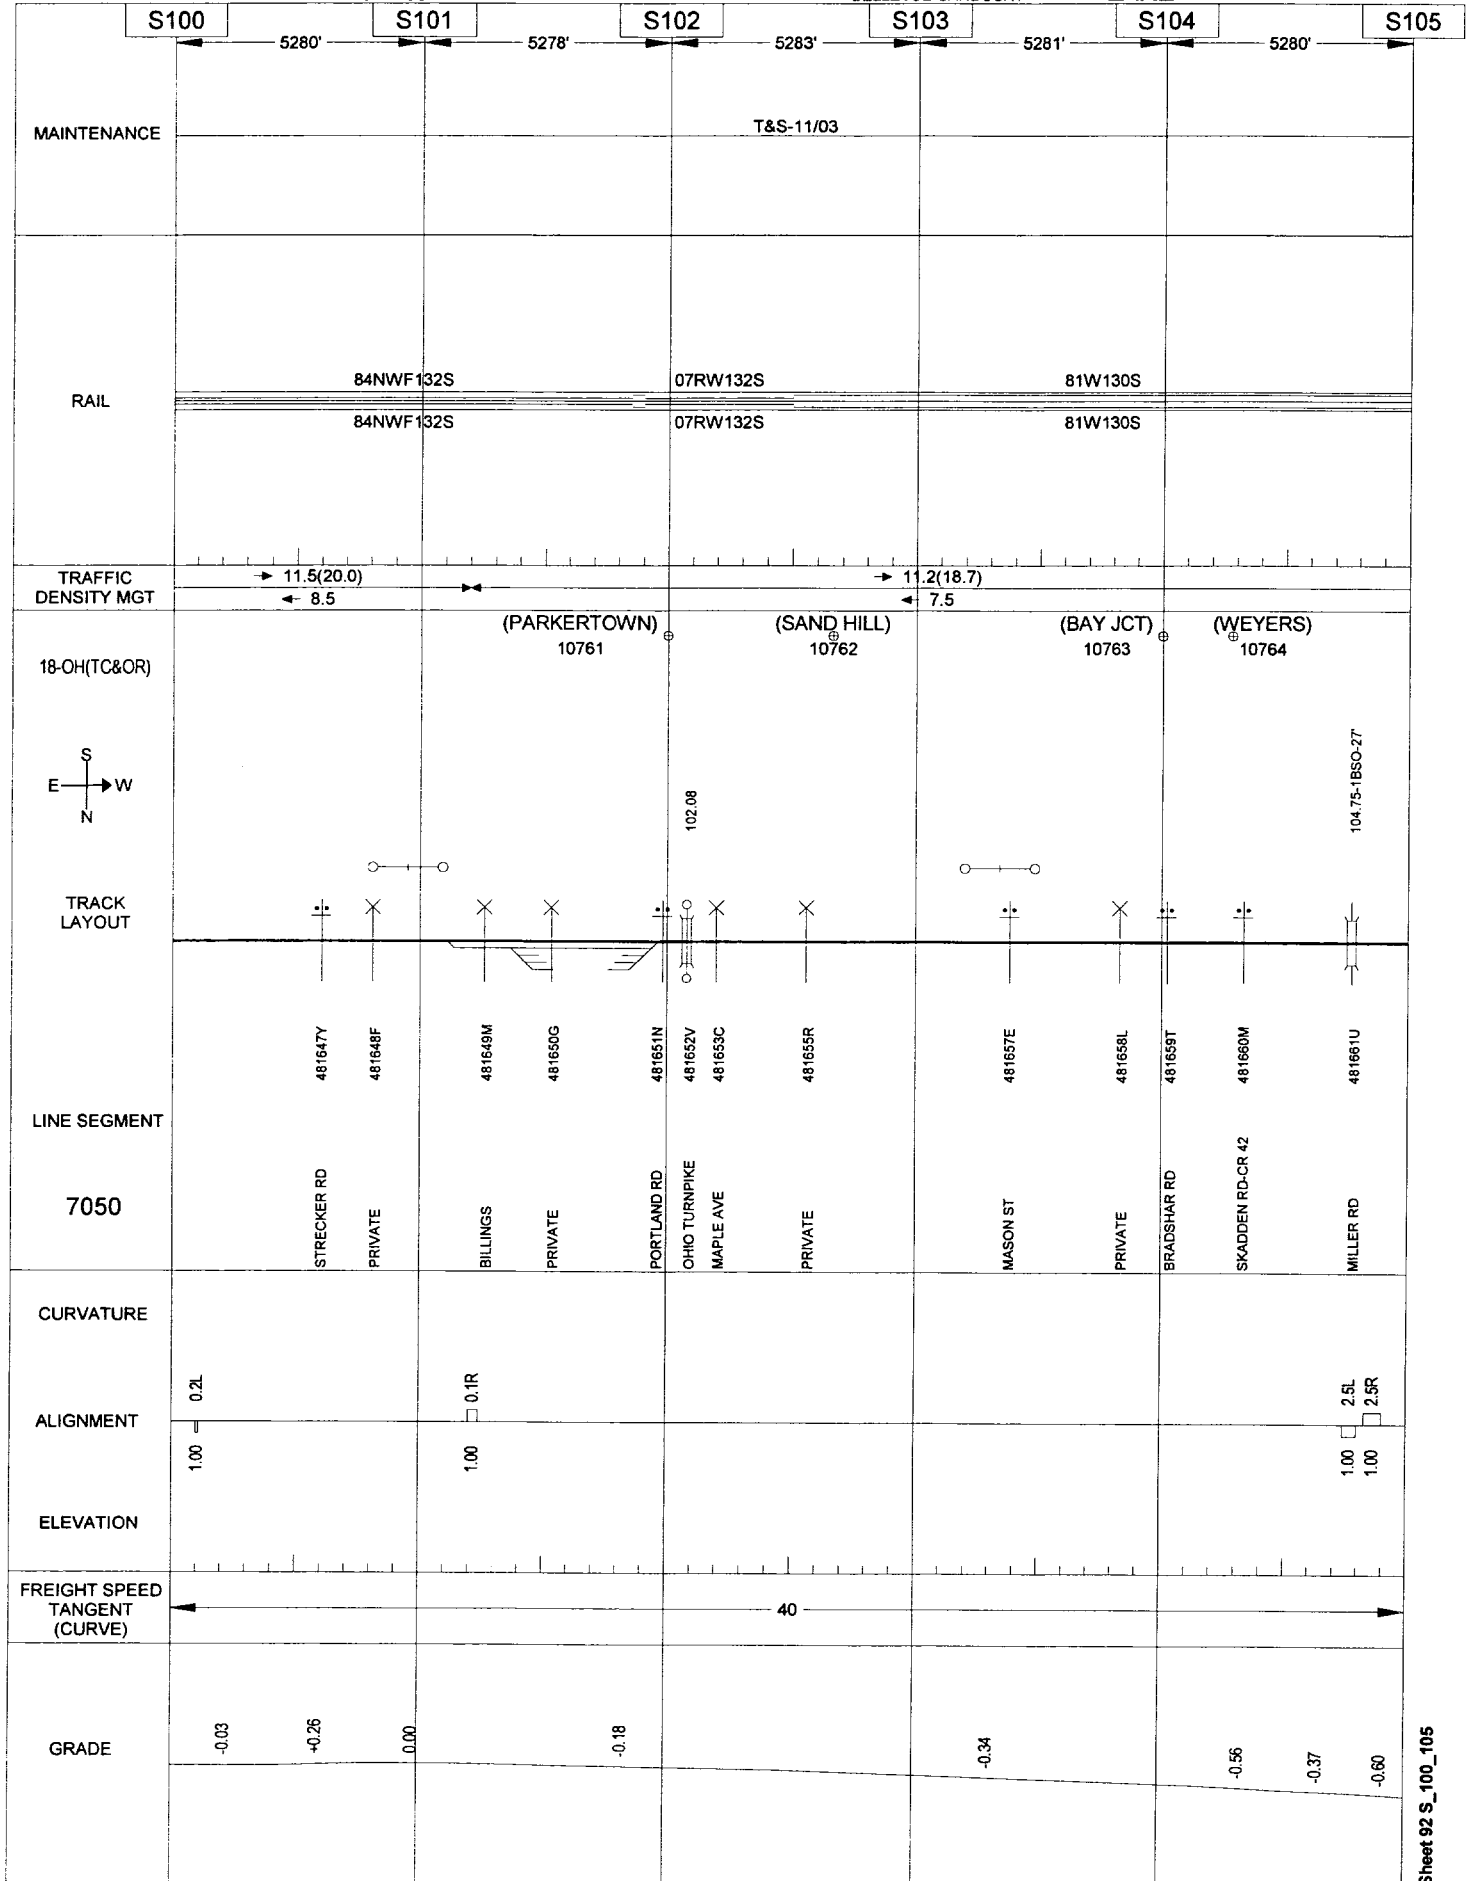 S100 S101 S102 S103 S104 S105
5280' 5278' 5283' 5281' 5280'
MAINTENANCE
T&S-11/03
RAIL
84NWF132S 07RW132S 81W130S
84NWF132S 07RW132S 81W130S
TRAFFIC
DENSITY MGT
11.5(20.0) 11.2(18.7)
8.5 7.5
(PARKERTOWN) (SAND HILL) (BAY JCT) (WEYERS)
10761 10762 10763 10764
18-OH(TC&OR)
S
E W
N
102.08
104.75-1BSO-27'
TRACK
LAYOUT
481647Y
481648F
481649M
481650G
481651N
481652V
481653C
481655R
481657E
481658L
481659T
481660M
481661U
LINE SEGMENT
7050
STRECKER RD
PRIVATE
BILLINGS
PRIVATE
PORTLAND RD
OHIO TURNPIKE
MAPLE AVE
PRIVATE
MASON ST
PRIVATE
BRADSHAR RD
SKADDEN RD-CR 42
MILLER RD
CURVATURE
0.2L
0.1R
2.5L
2.5R
ALIGNMENT
1.00
1.00
1.00
1.00
ELEVATION
FREIGHT SPEED
TANGENT
(CURVE)
40
GRADE
-0.03
+0.26
0.00
-0.18
-0.34
-0.56
-0.37
-0.60
Sheet 92 S_100_105